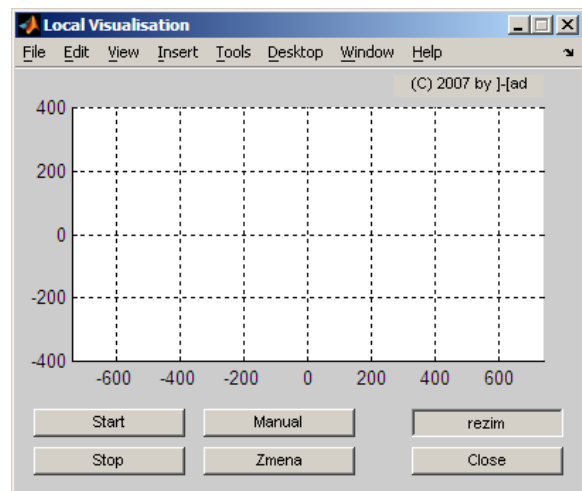 Local Visualisation
File Edit View Insert Tools Desktop Window Help
(C) 2007 by ]-[ad
400
200
0
-200
-400
-600 -400 -200 0 200 400 600
Start Manual rezim
Stop Zmena Close